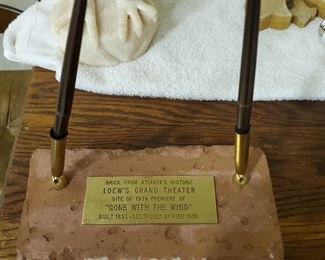 BRICK FROM ATLANTA'S HISTORIC
LOEW'S GRAND THEATER
SITE OF 1939 PREMIERE OF
"GONE WITH THE WIND"
BUILT 1893 - DESTROYED BY FIRE 1978